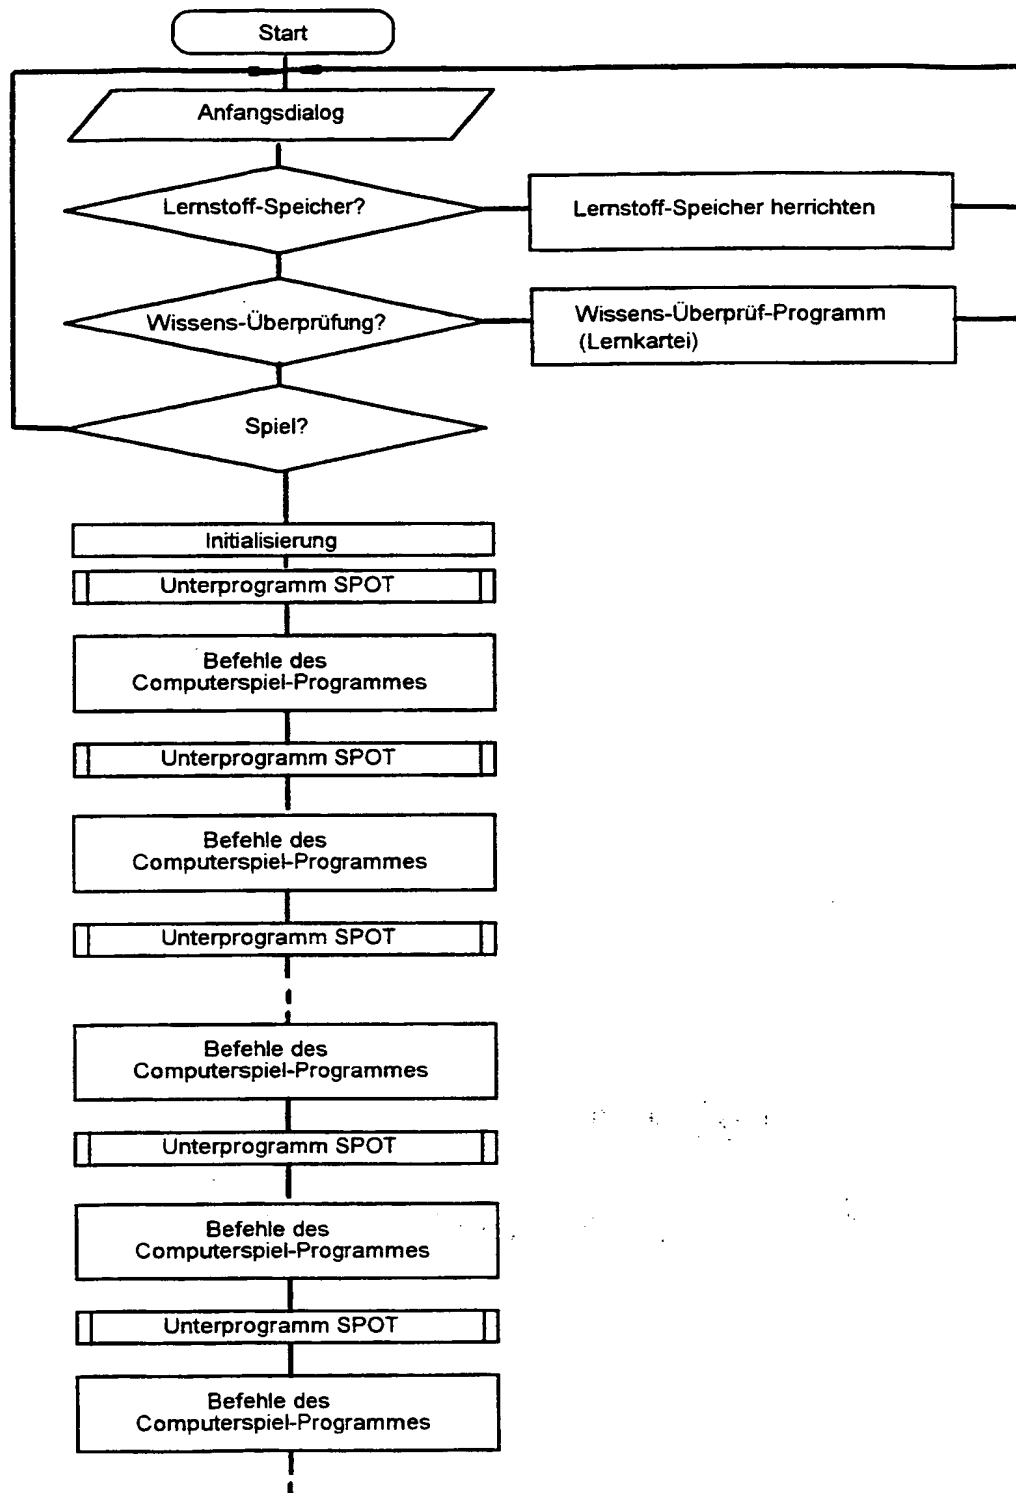 Start
Anfangsdialog
Lernstoff-Speicher?
Lernstoff-Speicher herrichten
Wissens-Überprüfung?
Wissens-Überprüf-Programm
(Lernkartei)
Spiel?
Initialisierung
Unterprogramm SPOT
Befehle des
Computerspiel-Programmes
Unterprogramm SPOT
Befehle des
Computerspiel-Programmes
Unterprogramm SPOT
Befehle des
Computerspiel-Programmes
Unterprogramm SPOT
Befehle des
Computerspiel-Programmes
Unterprogramm SPOT
Befehle des
Computerspiel-Programmes